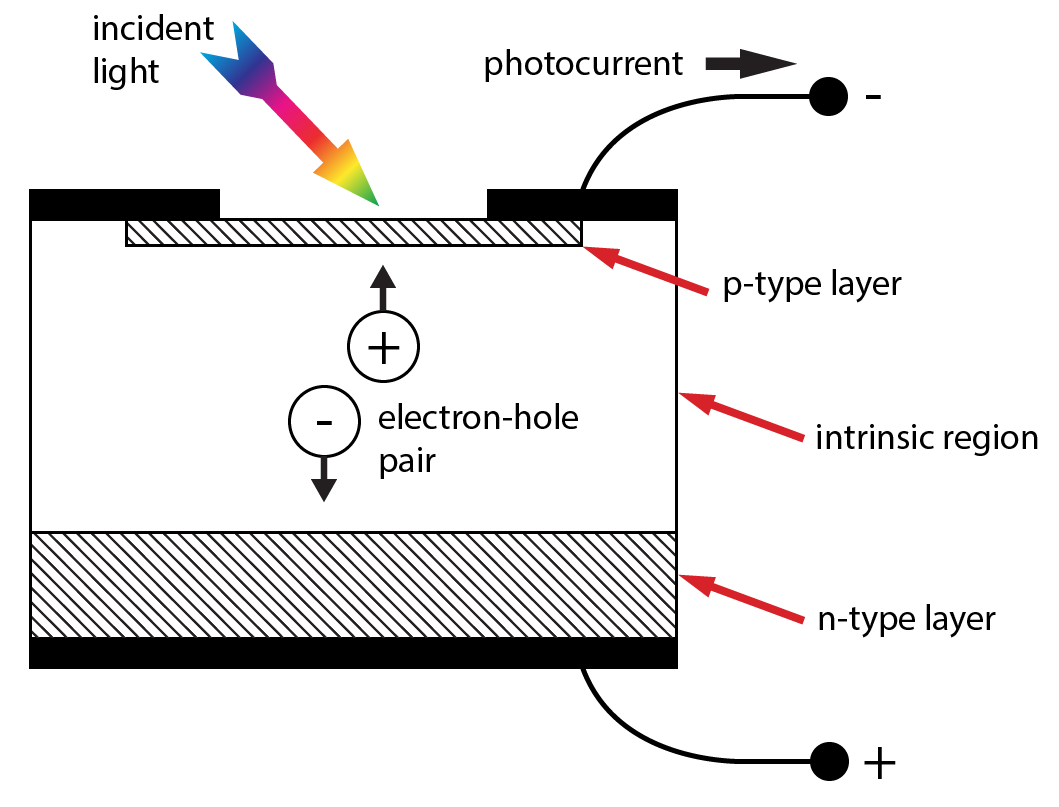 incident
light
photocurrent
-
p-type layer
+
-
electron-hole
pair
intrinsic region
n-type layer
+